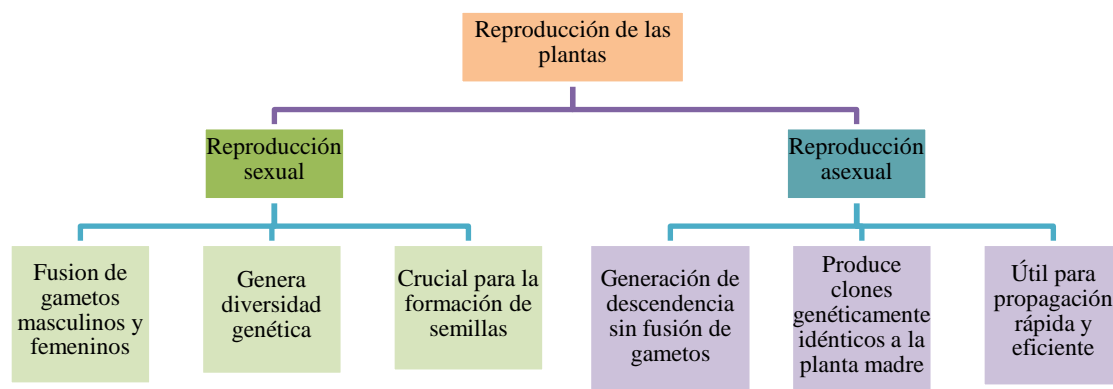 Reproducción de las
plantas
Reproducción
sexual
Reproducción
asexual
Fusion de
gametos
masculinos y
femeninos
Genera
diversidad
genética
Crucial para la
formación de
semillas
Generación de
descendencia
sin fusión de
gametos
Produce
clones
genéticamente
idénticos a la
planta madre
Útil para
propagación
rápida y
eficiente